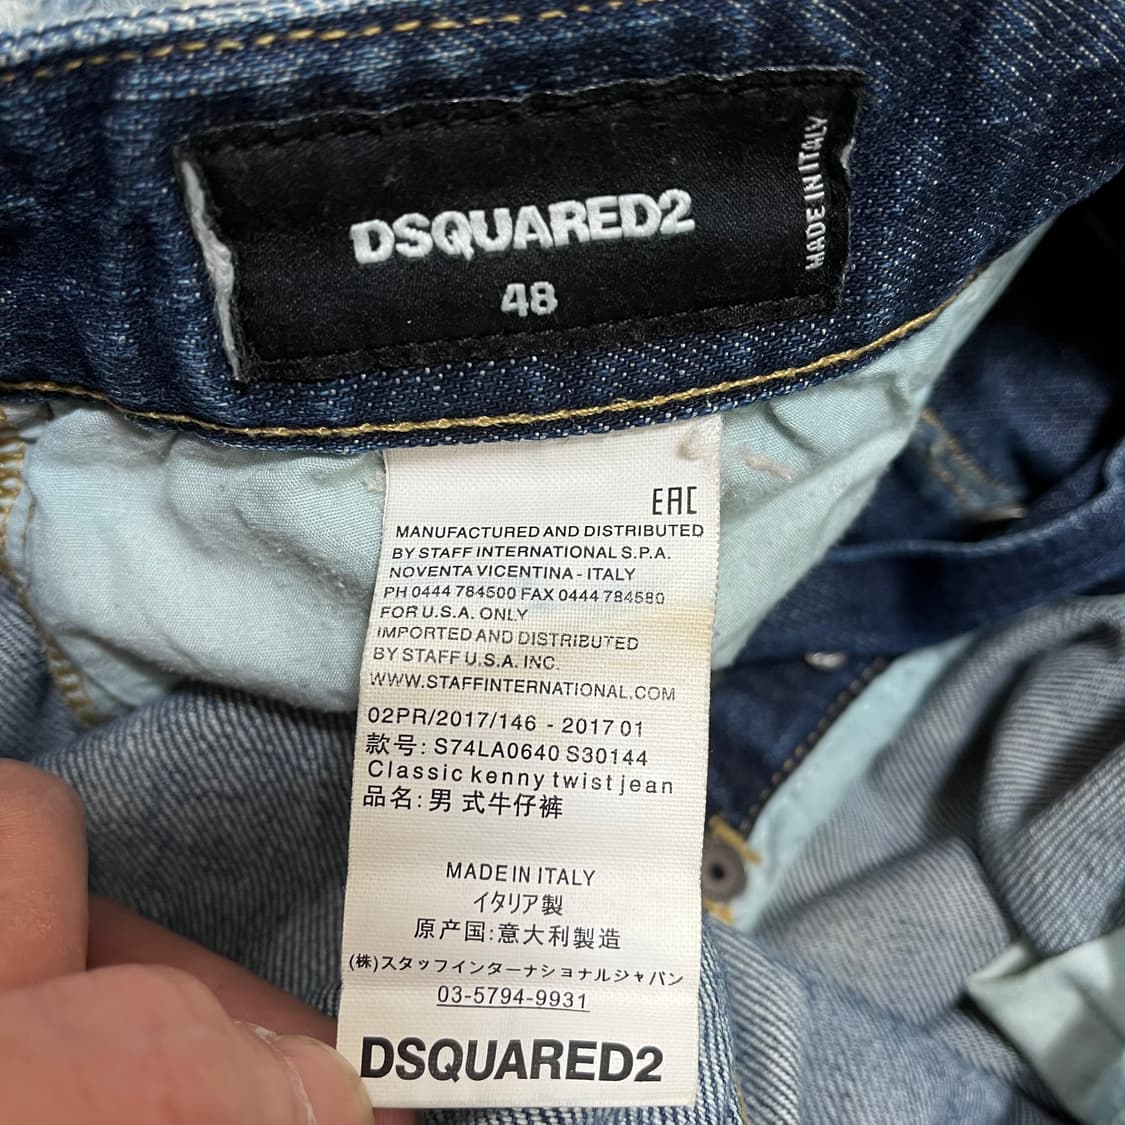 DSQUARED2
48
MADE IN ITALY
EAC
MANUFACTURED AND DISTRIBUTED
BY STAFF INTERNATIONAL S.P.A.
NOVENTA VICENTINA - ITALY
PH 0444 784500 FAX 0444 784580
FOR U.S.A. ONLY
IMPORTED AND DISTRIBUTED
BY STAFF U.S.A. INC.
WWW.STAFFINTERNATIONAL.COM
02PR/2017/146 - 2017 01
款号: S74LA0640 S30144
Classic kenny twist jean
品名: 男 式牛仔裤
MADE IN ITALY
イタリア製
原产国:意大利製造
(株)スタッフインターナショナルジャパン
03-5794-9931
DSQUARED2